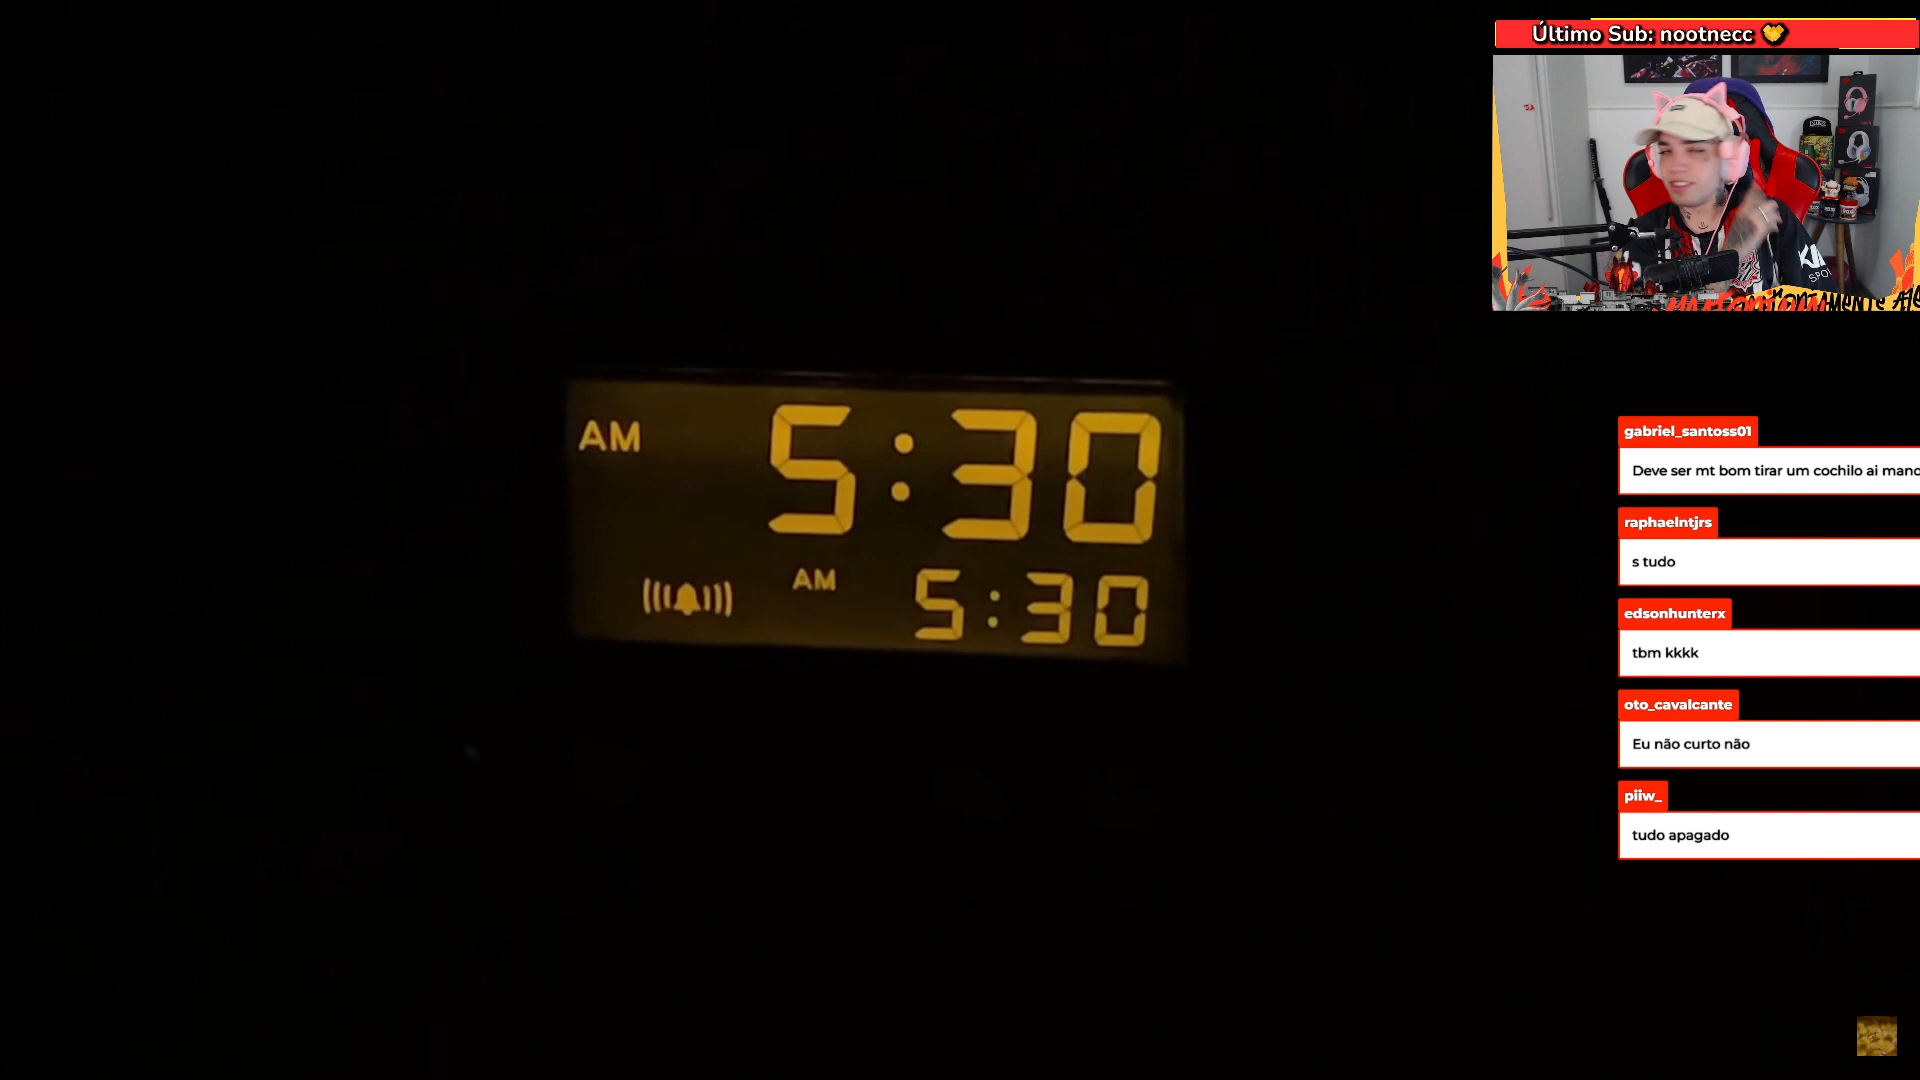 Último Sub: nootnecc
AM 5:30
AM 5:30
gabriel_santoss01
Deve ser mt bom tirar um cochilo ai mano
raphaelntjrs
s tudo
edsonhunterx
tbm kkkk
oto_cavalcante
Eu não curto não
piiw_
tudo apagado